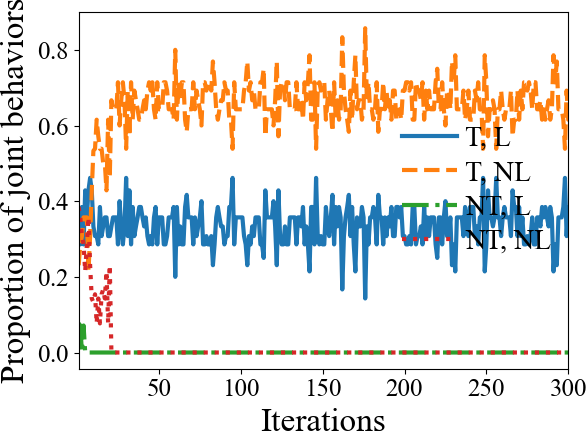 Proportion of joint behaviors
0.8
0.6
0.4
0.2
0.0
T, L
T, NL
NT, L
NT, NL
50
100
150
200
250
300
Iterations